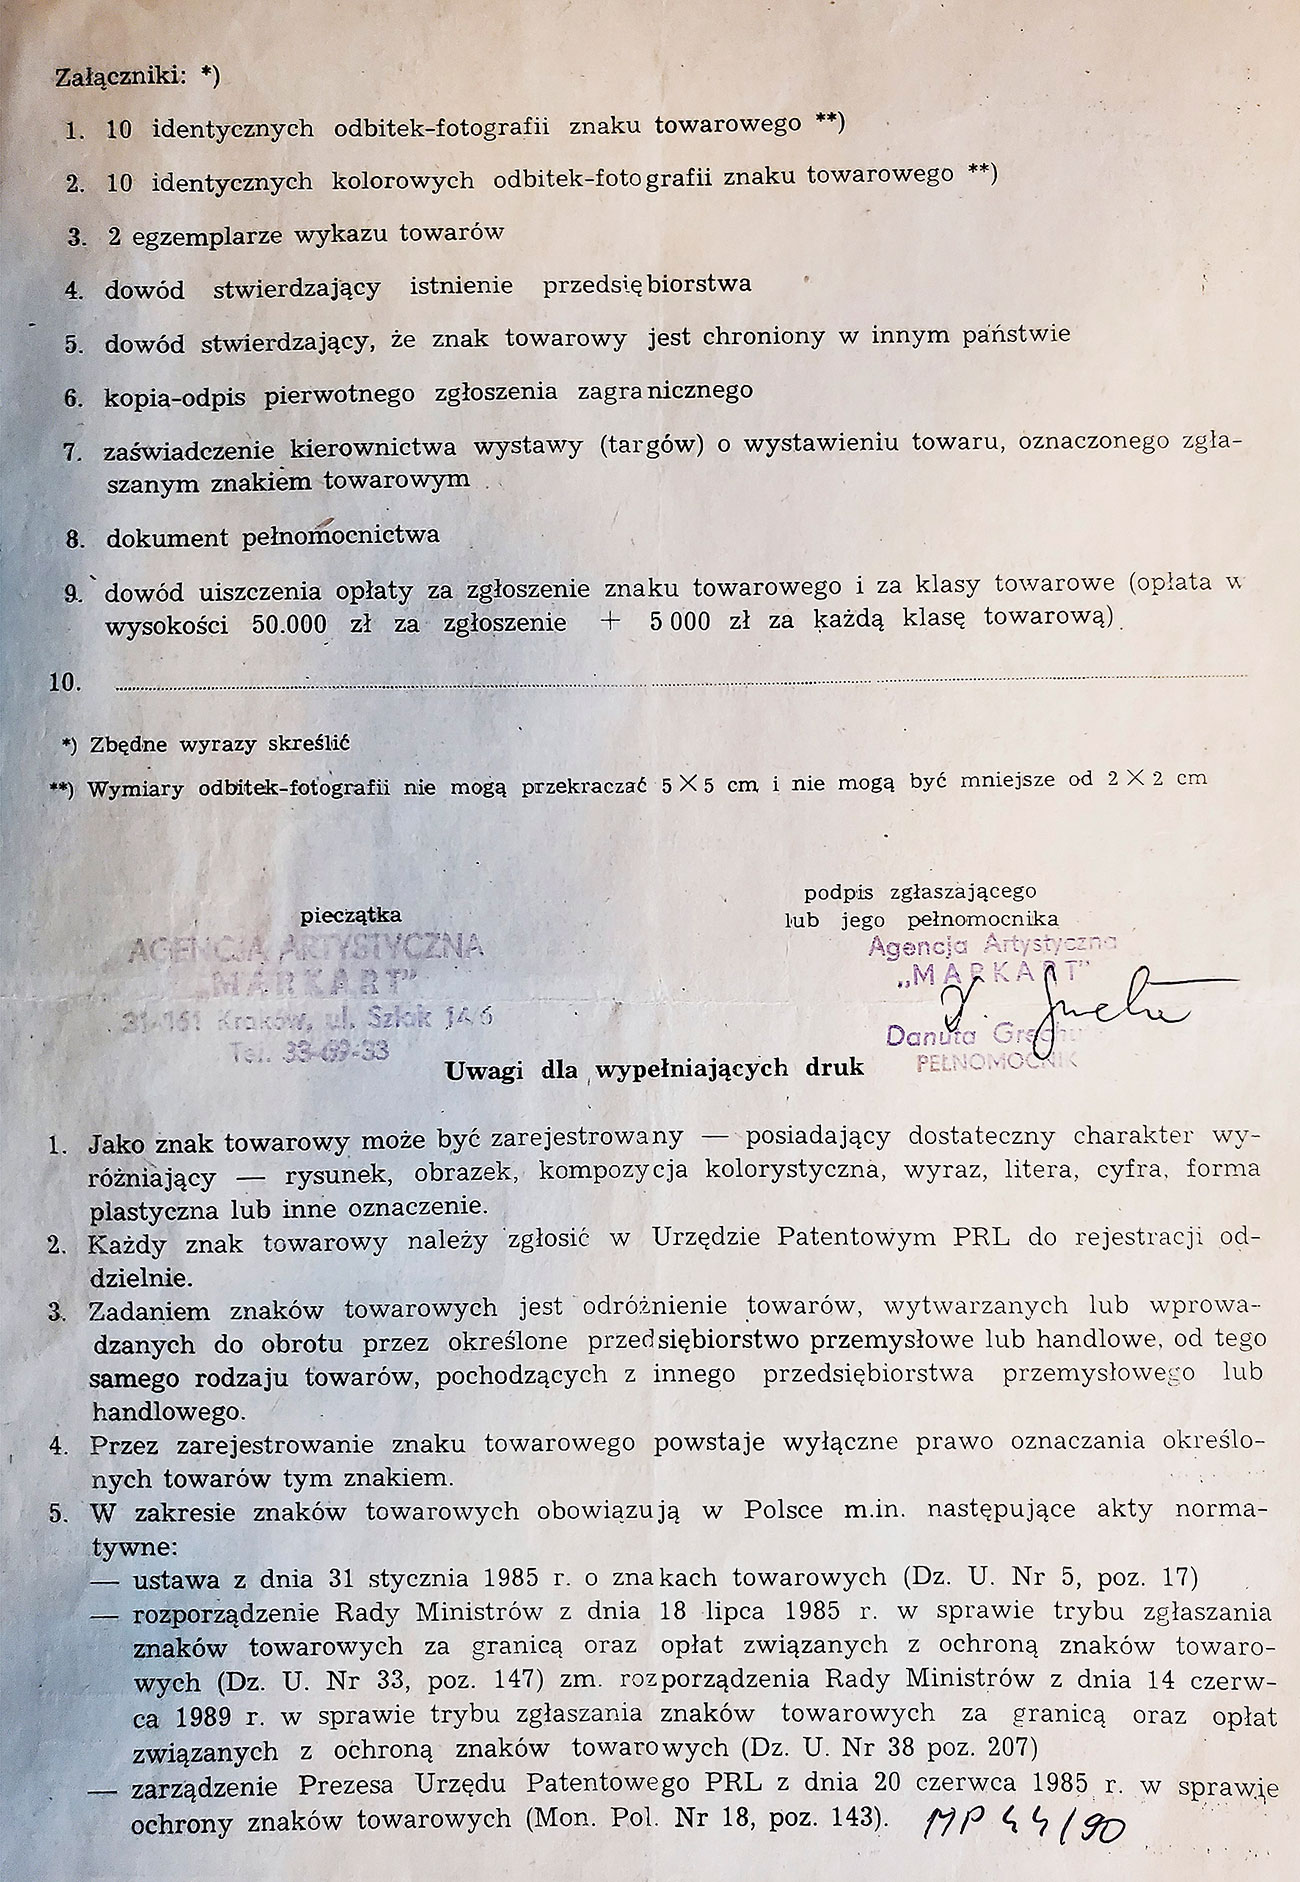 Załączniki: *)
1. 10 identycznych odbitek-fotografii znaku towarowego **)
2. 10 identycznych kolorowych odbitek-fotografii znaku towarowego **)
3. 2 egzemplarze wykazu towarów
4. dowód stwierdzający istnienie przedsiębiorstwa
5. dowód stwierdzający, że znak towarowy jest chroniony w innym państwie
6. kopia-odpis pierwotnego zgłoszenia zagranicznego
7. zaświadczenie kierownictwa wystawy (targów) o wystawieniu towaru, oznaczonego zgła-
szanym znakiem towarowym
8. dokument pełnomocnictwa
9. dowód uiszczenia opłaty za zgłoszenie znaku towarowego i za klasy towarowe (opłata w
wysokości 50.000 zł za zgłoszenie + 5 000 zł za każdą klasę towarową)
10.
*) Zbędne wyrazy skreślić
**) Wymiary odbitek-fotografii nie mogą przekraczać 5 X 5 cm i nie mogą być mniejsze od 2 X 2 cm
podpis zgłaszającego
pieczątka
lub jego pełnomocnika
AGENCJA ARTYSTYCZNA
„MARKART"
31-161 Kraków, ul. Szlak 14/6
Tel. 33-69-33
Agencja Artystyczna
„MARKART"
Danuta Grechu
PEŁNOMOCNIK
Uwagi dla wypełniających druk
1. Jako znak towarowy może być zarejestrowany — posiadający dostateczny charakter wy-
różniający — rysunek, obrazek, kompozycja kolorystyczna, wyraz, litera, cyfra, forma
plastyczna lub inne oznaczenie.
2. Każdy znak towarowy należy zgłosić w Urzędzie Patentowym PRL do rejestracji od-
dzielnie.
3. Zadaniem znaków towarowych jest odróżnienie towarów, wytwarzanych lub wprowa-
dzanych do obrotu przez określone przedsiębiorstwo przemysłowe lub handlowe, od tego
samego rodzaju towarów, pochodzących z innego przedsiębiorstwa przemysłowego lub
handlowego.
4. Przez zarejestrowanie znaku towarowego powstaje wyłączne prawo oznaczania określo-
nych towarów tym znakiem.
5. W zakresie znaków towarowych obowiązują w Polsce m.in. następujące akty norma-
tywne:
— ustawa z dnia 31 stycznia 1985 r. o znakach towarowych (Dz. U. Nr 5, poz. 17)
— rozporządzenie Rady Ministrów z dnia 18 lipca 1985 r. w sprawie trybu zgłaszania
znaków towarowych za granicą oraz opłat związanych z ochroną znaków towaro-
wych (Dz. U. Nr 33, poz. 147) zm. rozporządzenia Rady Ministrów z dnia 14 czerw-
ca 1989 r. w sprawie trybu zgłaszania znaków towarowych za granicą oraz opłat
związanych z ochroną znaków towarowych (Dz. U. Nr 38 poz. 207)
— zarządzenie Prezesa Urzędu Patentowego PRL z dnia 20 czerwca 1985 r. w sprawie
ochrony znaków towarowych (Mon. Pol. Nr 18, poz. 143). MP 44/90